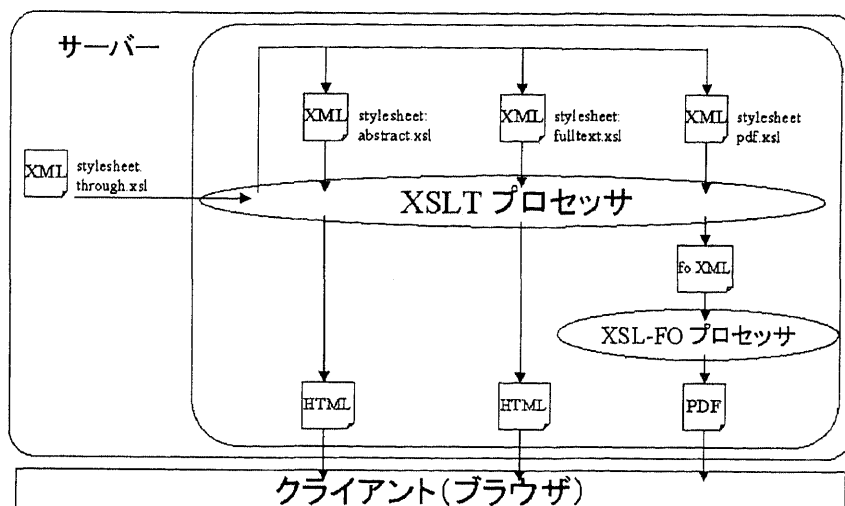 サーバー
XML
stylesheet:
abstract.xsl
XML
stylesheet:
fulltext.xsl
XML
stylesheet
pdf.xsl
XML
stylesheet.
through.xsl
XSLT プロセッサ
fo XML
XSL-FO プロセッサ
HTML
HTML
PDF
クライアント(ブラウザ)